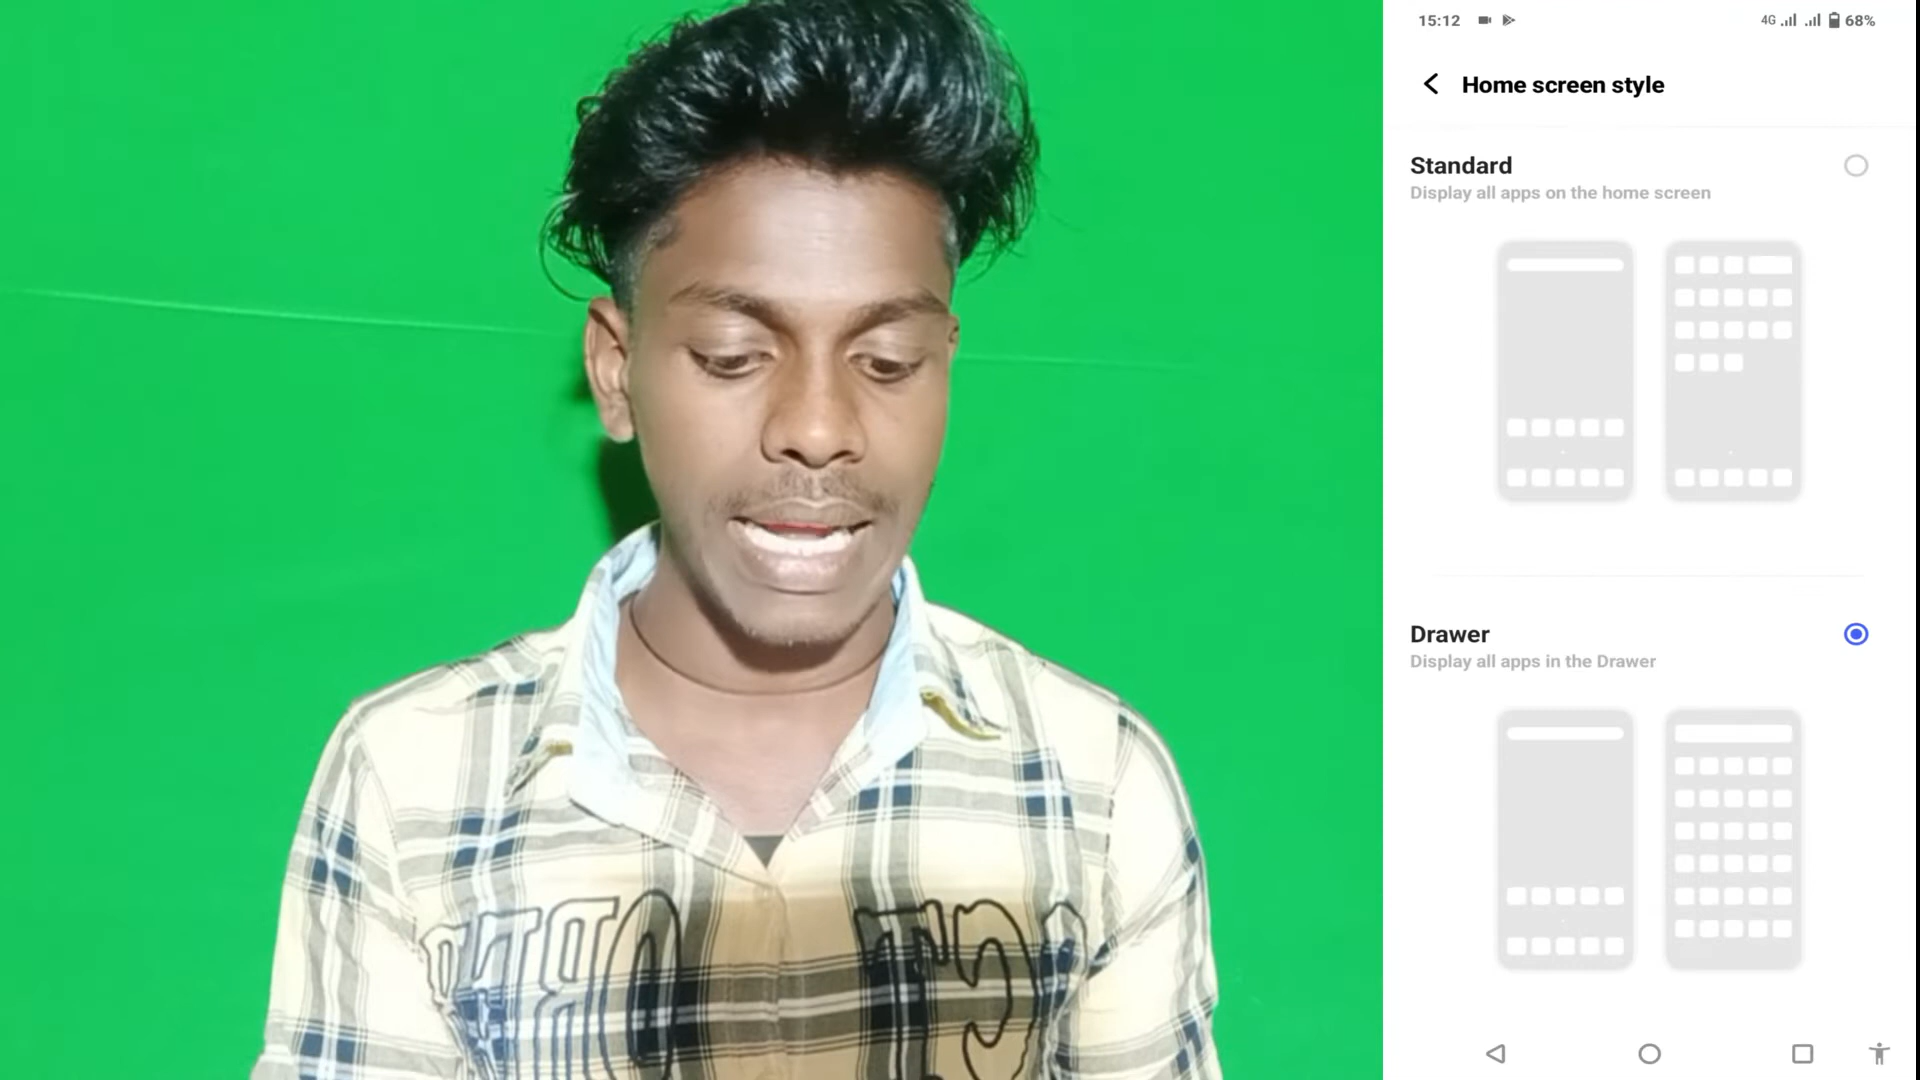 15:12
4G 68%
Home screen style
Standard
Display all apps on the home screen
Drawer
Display all apps in the Drawer